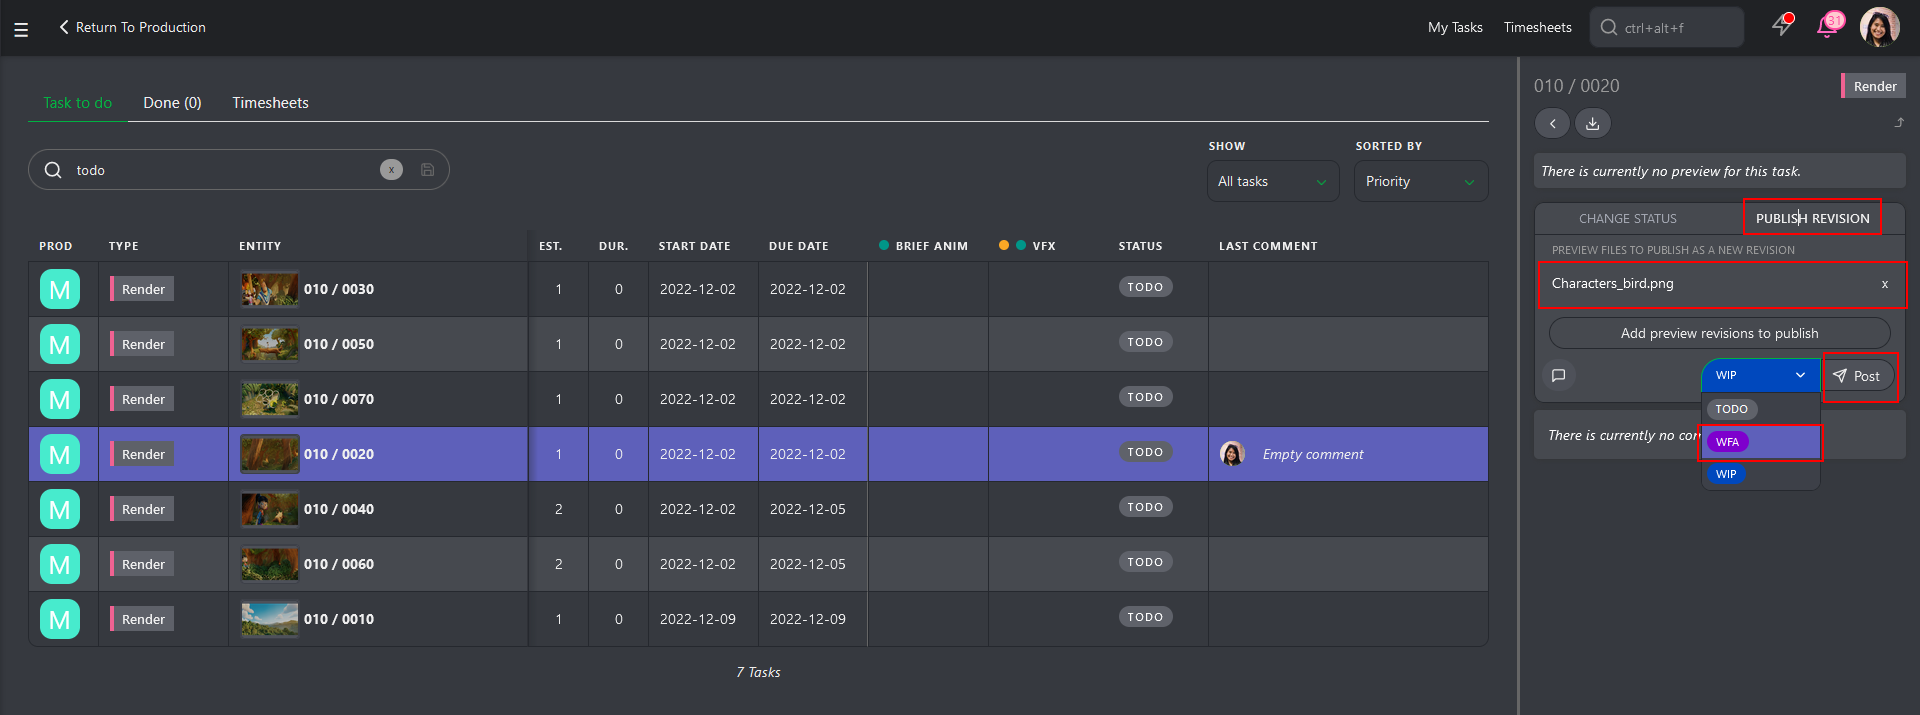 Return To Production
My Tasks Timesheets ctrl+alt+f 31
Task to do Done (0) Timesheets
todo x
SHOW SORTED BY
All tasks Priority
PROD TYPE ENTITY EST. DUR. START DATE DUE DATE BRIEF ANIM VFX STATUS LAST COMMENT
M Render 010 / 0030 1 0 2022-12-02 2022-12-02 TODO
M Render 010 / 0050 1 0 2022-12-02 2022-12-02 TODO
M Render 010 / 0070 1 0 2022-12-02 2022-12-02 TODO
M Render 010 / 0020 1 0 2022-12-02 2022-12-02 TODO Empty comment
M Render 010 / 0040 2 0 2022-12-02 2022-12-05 TODO
M Render 010 / 0060 2 0 2022-12-02 2022-12-05 TODO
M Render 010 / 0010 1 0 2022-12-09 2022-12-09 TODO
7 Tasks
010 / 0020 Render
There is currently no preview for this task.
CHANGE STATUS PUBLISH REVISION
PREVIEW FILES TO PUBLISH AS A NEW REVISION
Characters_bird.png x
Add preview revisions to publish
WIP Post
TODO
There is currently no con
WFA
WIP